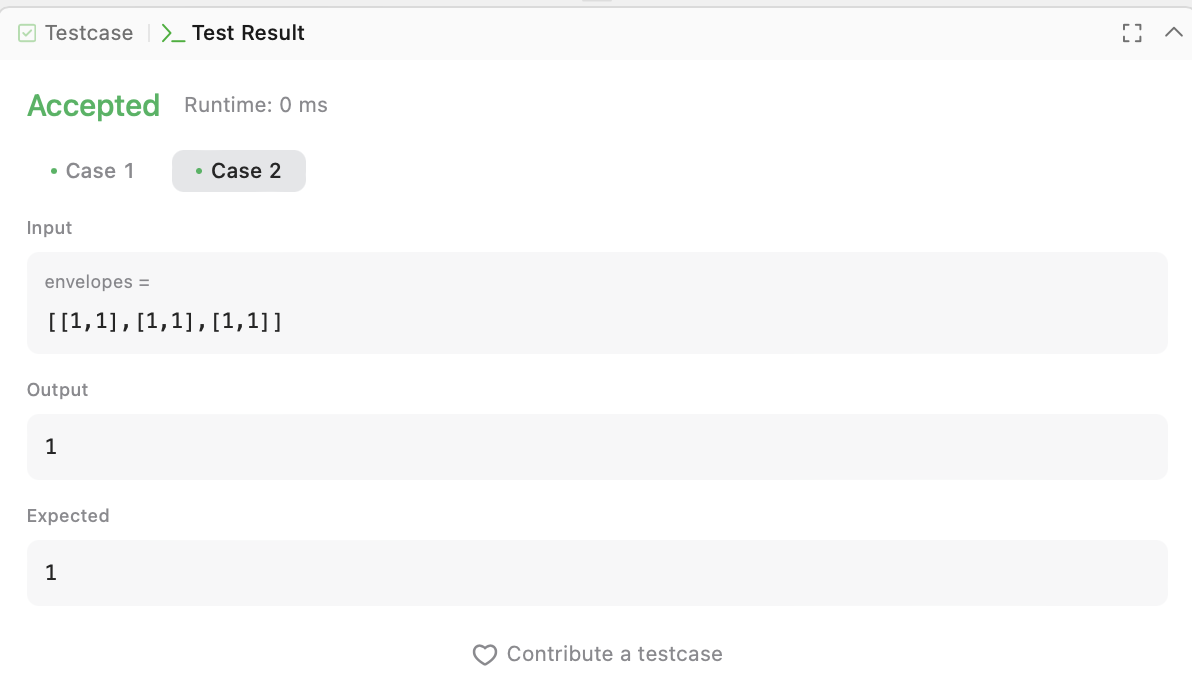 Testcase
Test Result
Accepted
Runtime: 0 ms
Case 1
Case 2
Input
envelopes =
[[1,1],[1,1],[1,1]]
Output
1
Expected
1
Contribute a testcase